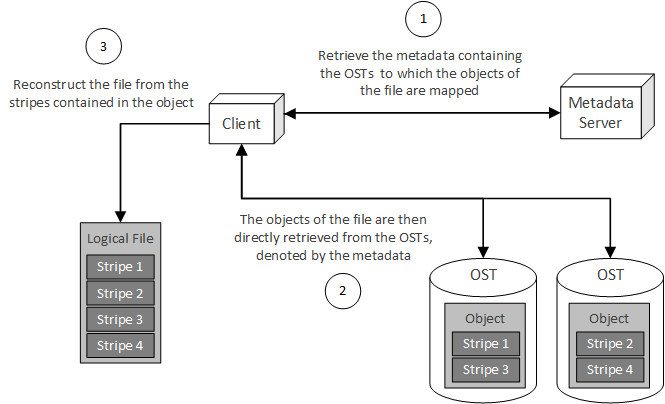 1
Retrieve the metadata containing
the OSTs to which the objects of
the file are mapped
3
Reconstruct the file from the
stripes contained in the object
Client
Metadata
Server
The objects of the file are then
directly retrieved from the OSTs,
denoted by the metadata
2
Logical File
Stripe 1
Stripe 2
Stripe 3
Stripe 4
OST
Object
Stripe 1
Stripe 3
OST
Object
Stripe 2
Stripe 4